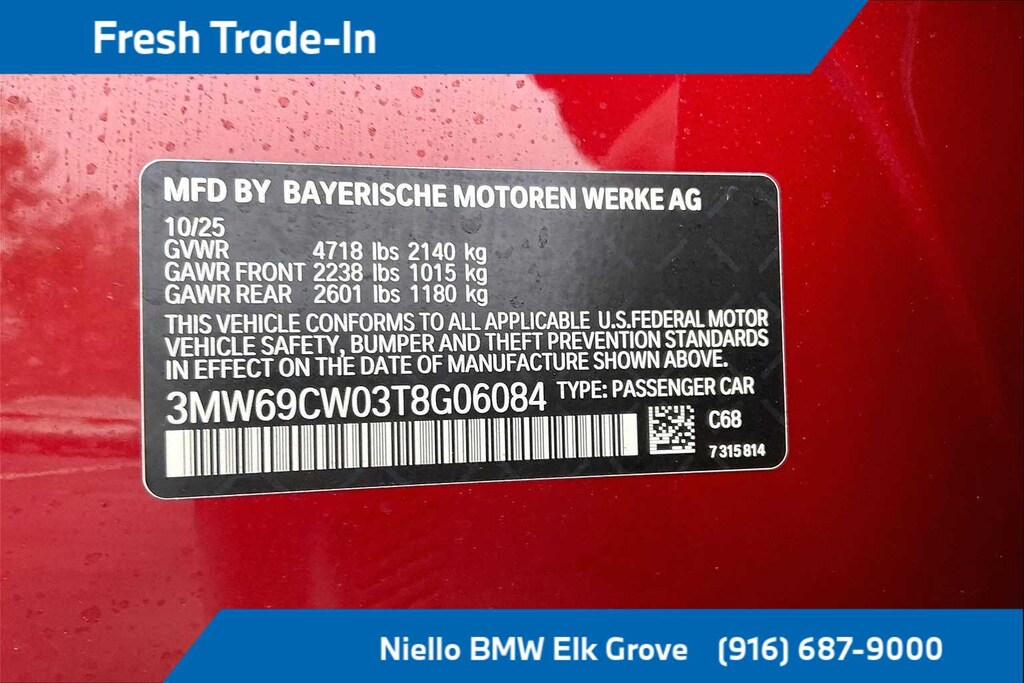 Fresh Trade-In
MFD BY BAYERISCHE MOTOREN WERKE AG
10/25
GVWR 4718 lbs 2140 kg
GAWR FRONT 2238 lbs 1015 kg
GAWR REAR 2601 lbs 1180 kg
THIS VEHICLE CONFORMS TO ALL APPLICABLE U.S.FEDERAL MOTOR
VEHICLE SAFETY, BUMPER AND THEFT PREVENTION STANDARDS
IN EFFECT ON THE DATE OF MANUFACTURE SHOWN ABOVE.
3MW69CW03T8G06084 TYPE: PASSENGER CAR
C68
7315814
Niello BMW Elk Grove (916) 687-9000